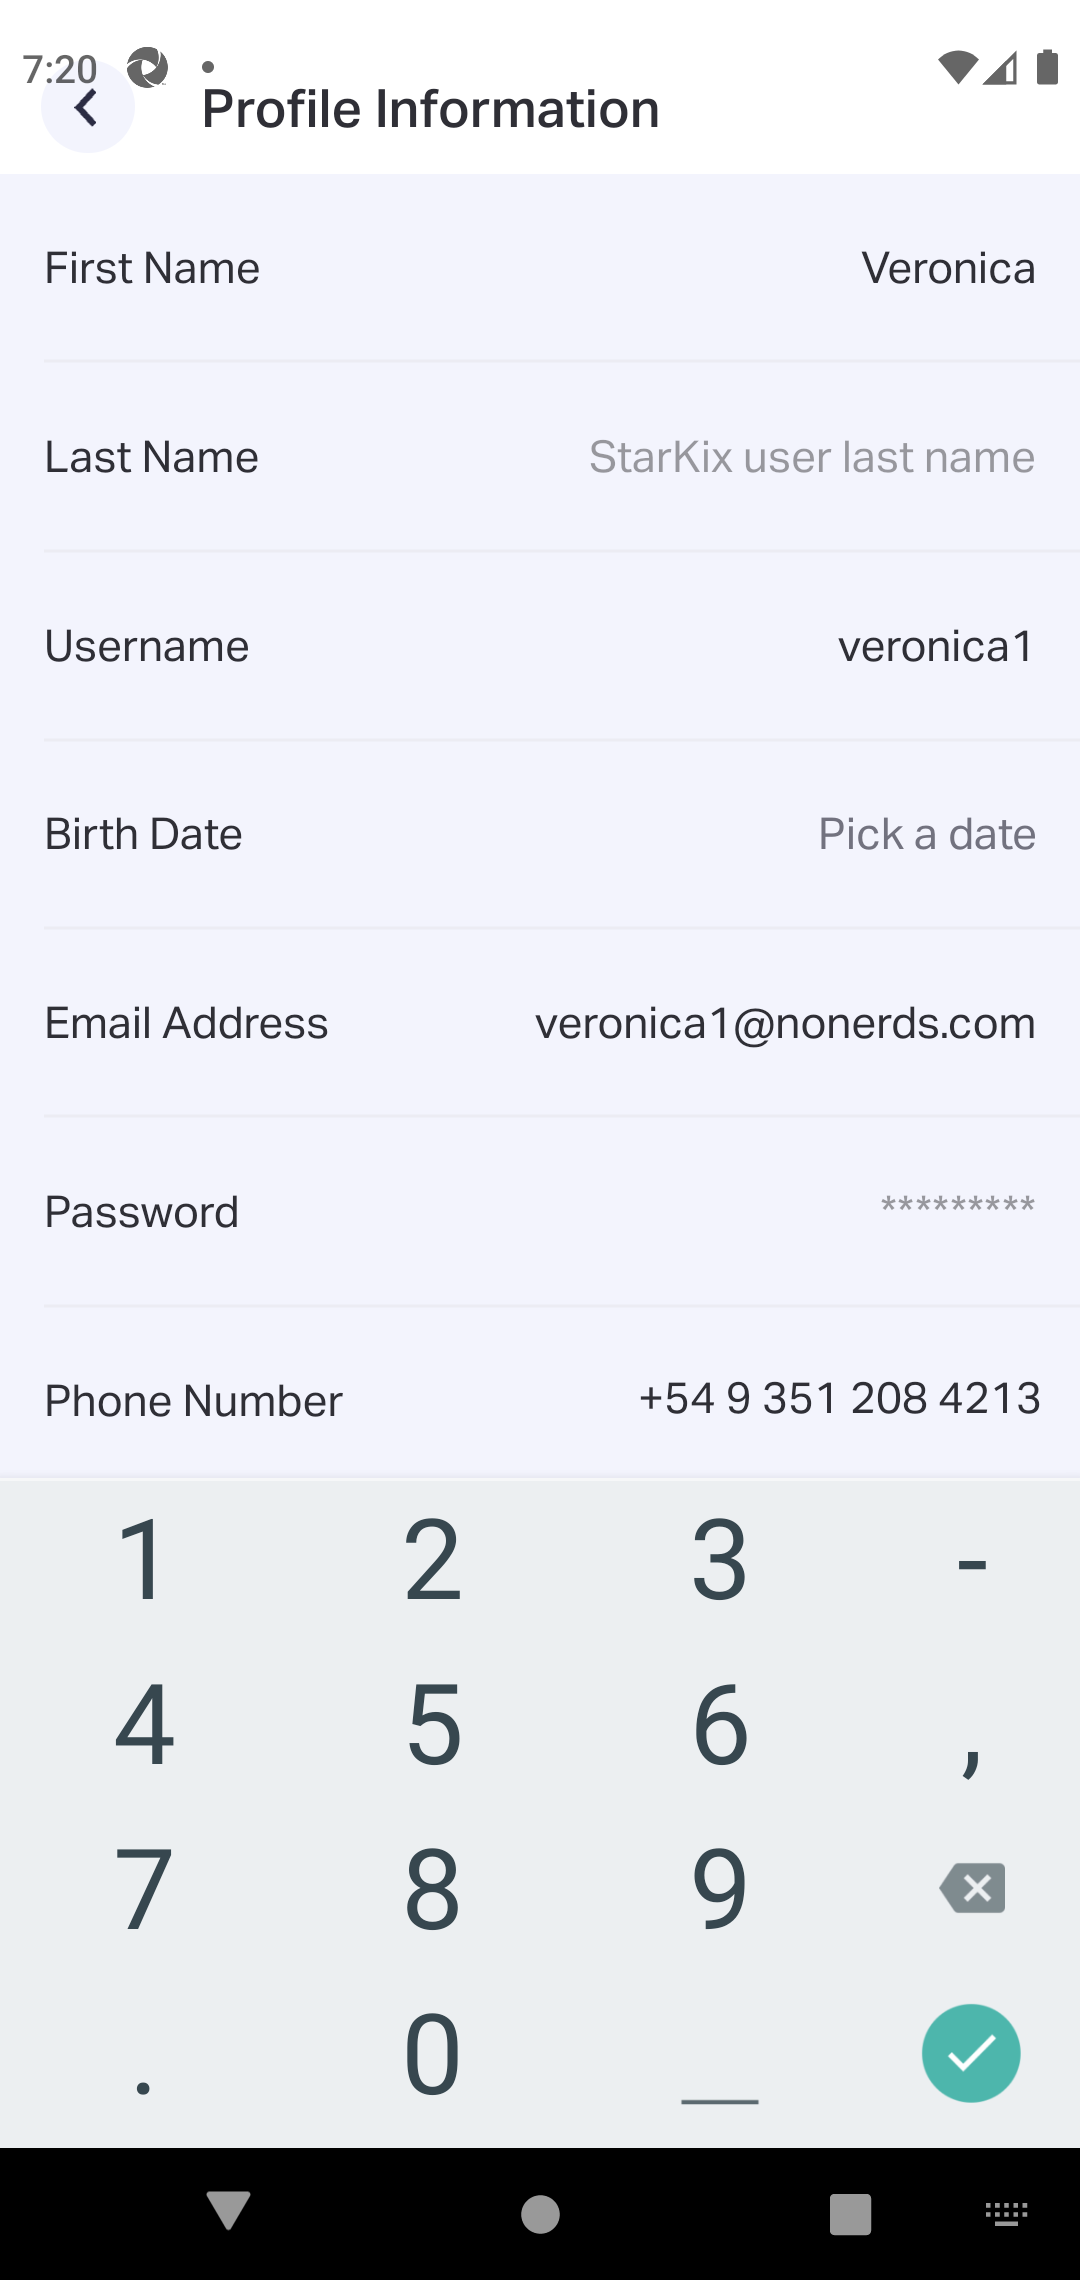 7:20
Profile Information
First Name Veronica
Last Name StarKix user last name
Username veronica1
Birth Date Pick a date
Email Address veronica1@nonerds.com
Password *********
Phone Number +54 9 351 208 4213
1 2 3 -
4 5 6 ,
7 8 9
. 0